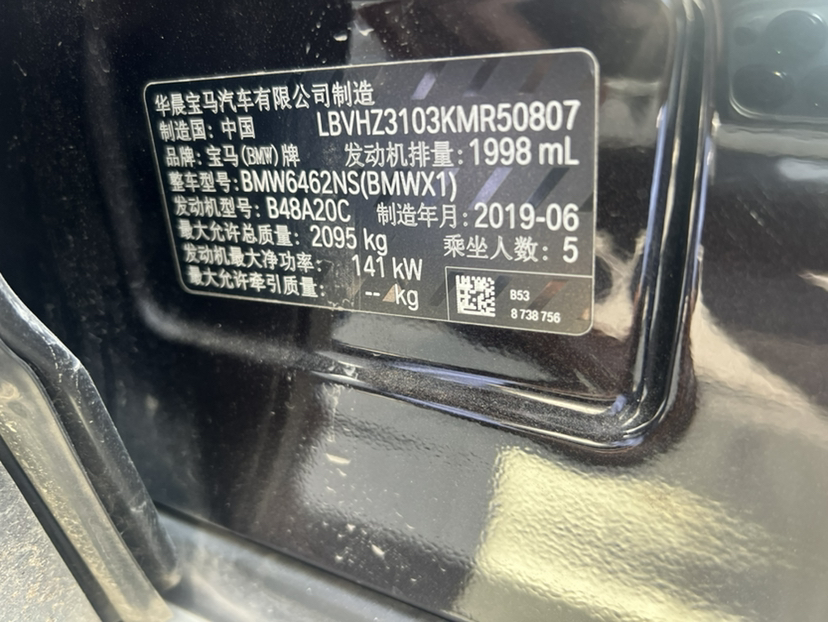 华晨宝马汽车有限公司制造
制造国: 中国 LBVHZ3103KMR50807
品牌: 宝马(BMW)牌 发动机排量: 1998 mL
整车型号: BMW6462NS(BMWX1)
发动机型号: B48A20C 制造年月: 2019-06
最大允许总质量: 2095 kg 乘坐人数: 5
发动机最大净功率: 141 kW
最大允许牵引质量: -- kg
B53
8 738 756